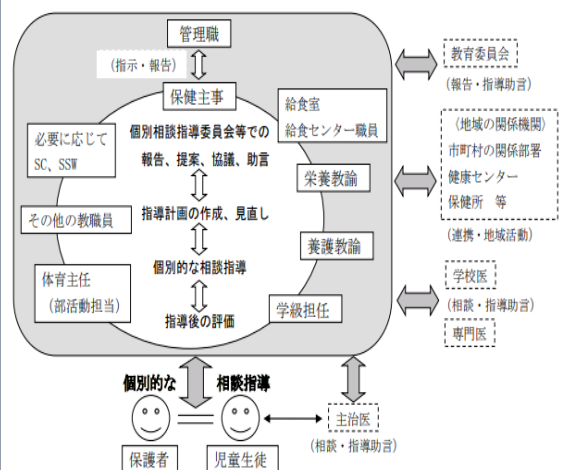 管理職
（指示・報告）
保健主事
給食室
給食センター職員
必要に応じて
SC、SSW
個別相談指導委員会等での
報告、提案、協議、助言
栄養教諭
その他の教職員
指導計画の作成、見直し
養護教諭
個別的な相談指導
体育主任
（部活動担当）
学級担任
指導後の評価
教育委員会
(報告・指導助言)
〈地域の関係機関〉
市町村の関係部署
健康センター
保健所　等
(連携・地域活動)
学校医
(相談・指導助言)
専門医
個別的な　相談指導
保護者
児童生徒
主治医
(相談・指導助言)